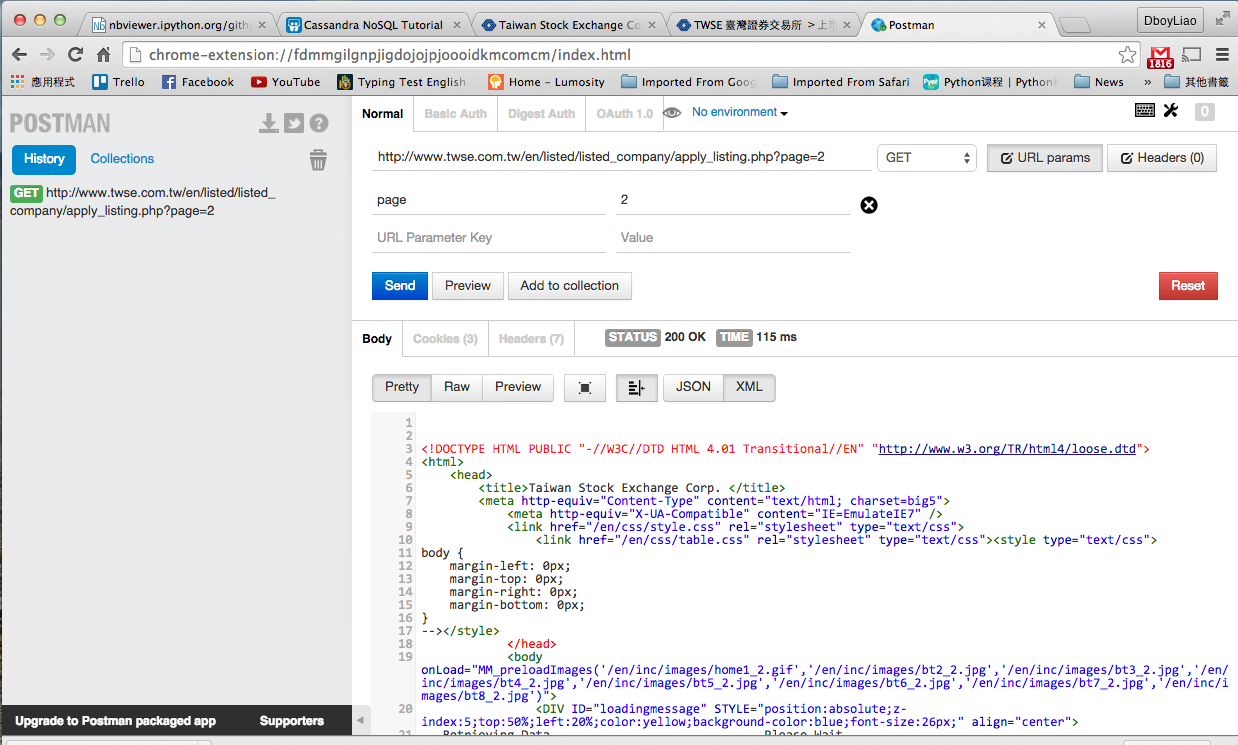 nbviewer.ipython.org/gith
Cassandra NoSQL Tutorial
Taiwan Stock Exchange Co
TWSE 臺灣證券交易所 > 上市
Postman
DboyLiao
chrome-extension://fdmmgilgnpjigdojojpjoooidkmcomcm/index.html
1816
應用程式
Trello
Facebook
YouTube
Typing Test English
Home – Lumosity
Imported From Goog
Imported From Safari
Python课程 | Python
News
»
其他書籤
POSTMAN
History
Collections
GET http://www.twse.com.tw/en/listed/listed_
company/apply_listing.php?page=2
Upgrade to Postman packaged app
Supporters
Normal
Basic Auth
Digest Auth
OAuth 1.0
No environment
0
http://www.twse.com.tw/en/listed/listed_company/apply_listing.php?page=2
GET
URL params
Headers (0)
page
2
URL Parameter Key
Value
Send
Preview
Add to collection
Reset
Body
Cookies (3)
Headers (7)
STATUS 200 OK TIME 115 ms
Pretty
Raw
Preview
JSON
XML
1
2
3 <!DOCTYPE HTML PUBLIC "-//W3C//DTD HTML 4.01 Transitional//EN" "http://www.w3.org/TR/html4/loose.dtd">
4 <html>
5 <head>
6 <title>Taiwan Stock Exchange Corp. </title>
7 <meta http-equiv="Content-Type" content="text/html; charset=big5">
8 <meta http-equiv="X-UA-Compatible" content="IE=EmulateIE7" />
9 <link href="/en/css/style.css" rel="stylesheet" type="text/css">
10 <link href="/en/css/table.css" rel="stylesheet" type="text/css"><style type="text/css">
11 body {
12 margin-left: 0px;
13 margin-top: 0px;
14 margin-right: 0px;
15 margin-bottom: 0px;
16 }
17 --></style>
18 </head>
19 <body
onLoad="MM_preloadImages('/en/inc/images/home1_2.gif','/en/inc/images/bt2_2.jpg','/en/inc/images/bt3_2.jpg','/en/
inc/images/bt4_2.jpg','/en/inc/images/bt5_2.jpg','/en/inc/images/bt6_2.jpg','/en/inc/images/bt7_2.jpg','/en/inc/i
mages/bt8_2.jpg')">
20 <DIV ID="loadingmessage" STYLE="position:absolute;z-
index:5;top:50%;left:20%;color:yellow;background-color:blue;font-size:26px;" align="center">
21 Retrieving Data Please Wait